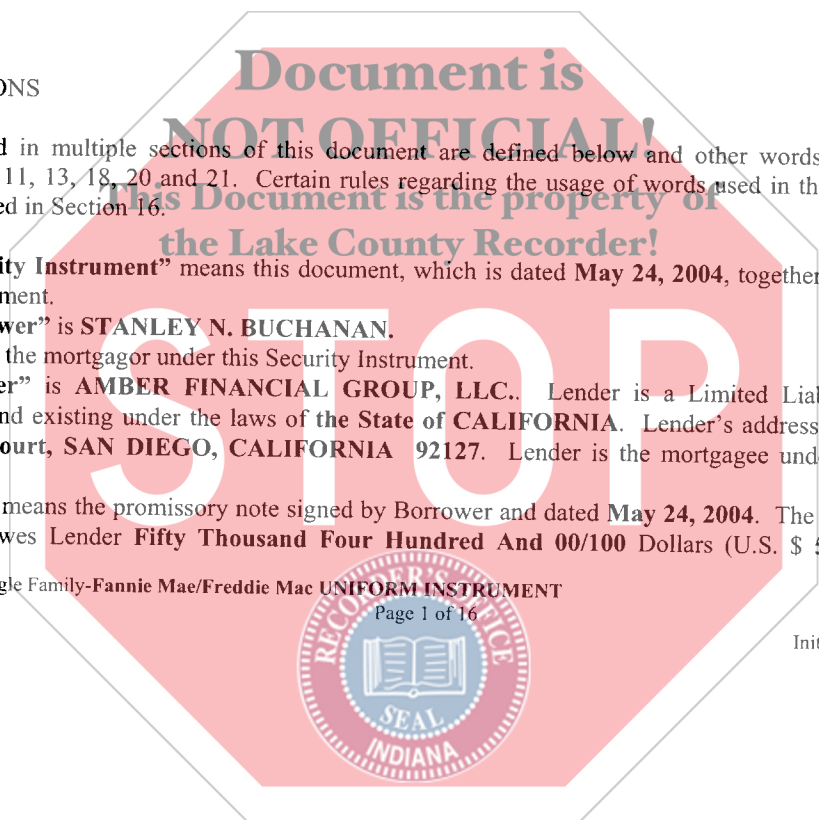 Document is
ONS
NOT OFFICIAL!
d in multiple sections of this document are defined below and other words
11, 13, 18, 20 and 21. Certain rules regarding the usage of words used in th
This Document is the property of
ed in Section 16.
the Lake County Recorder!
ity Instrument” means this document, which is dated May 24, 2004, together
ment.
STOP
wer” is STANLEY N. BUCHANAN.
the mortgagor under this Security Instrument.
er” is AMBER FINANCIAL GROUP, LLC.. Lender is a Limited Liab
nd existing under the laws of the State of CALIFORNIA. Lender’s address
ourt, SAN DIEGO, CALIFORNIA 92127. Lender is the mortgagee und
means the promissory note signed by Borrower and dated May 24, 2004. The
wes Lender Fifty Thousand Four Hundred And 00/100 Dollars (U.S. $ 5
gle Family-Fannie Mae/Freddie Mac UNIFORM INSTRUMENT
Page 1 of 16
Init
RECORDER'S OFFICE
SEAL
INDIANA